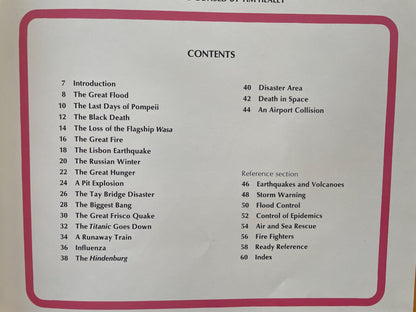 BY TIM HEALEY
CONTENTS
7 Introduction
8 The Great Flood
10 The Last Days of Pompeii
12 The Black Death
14 The Loss of the Flagship Wasa
16 The Great Fire
18 The Lisbon Earthquake
20 The Russian Winter
22 The Great Hunger
24 A Pit Explosion
26 The Tay Bridge Disaster
28 The Biggest Bang
30 The Great Frisco Quake
32 The Titanic Goes Down
34 A Runaway Train
36 Influenza
38 The Hindenburg
40 Disaster Area
42 Death in Space
44 An Airport Collision
Reference section
46 Earthquakes and Volcanoes
48 Storm Warning
50 Flood Control
52 Control of Epidemics
54 Air and Sea Rescue
56 Fire Fighters
58 Ready Reference
60 Index